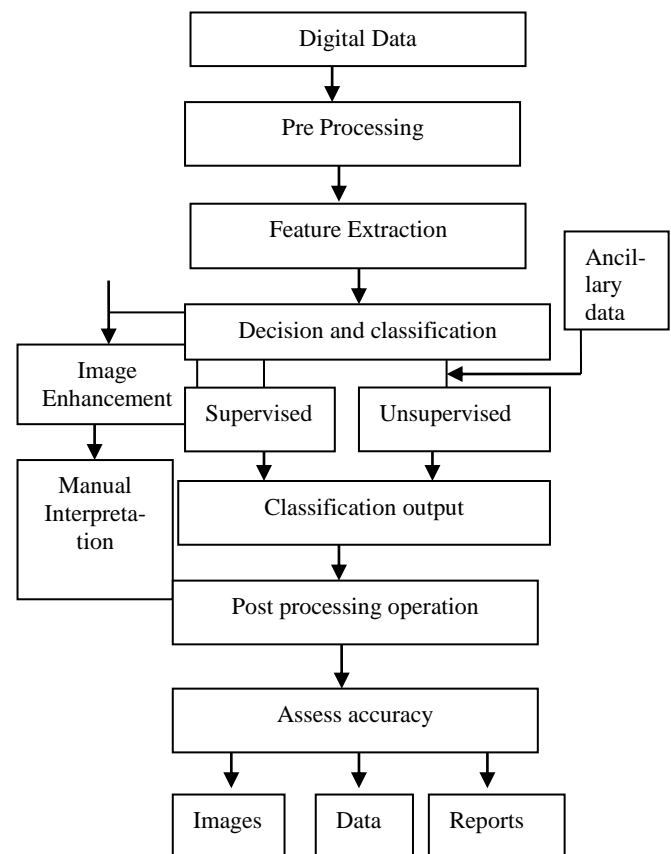 Digital Data
Pre Processing
Feature Extraction
Ancil-
lary
data
Decision and classification
Image
Enhancement
Supervised
Unsupervised
Manual
Interpreta-
tion
Classification output
Post processing operation
Assess accuracy
Images
Data
Reports